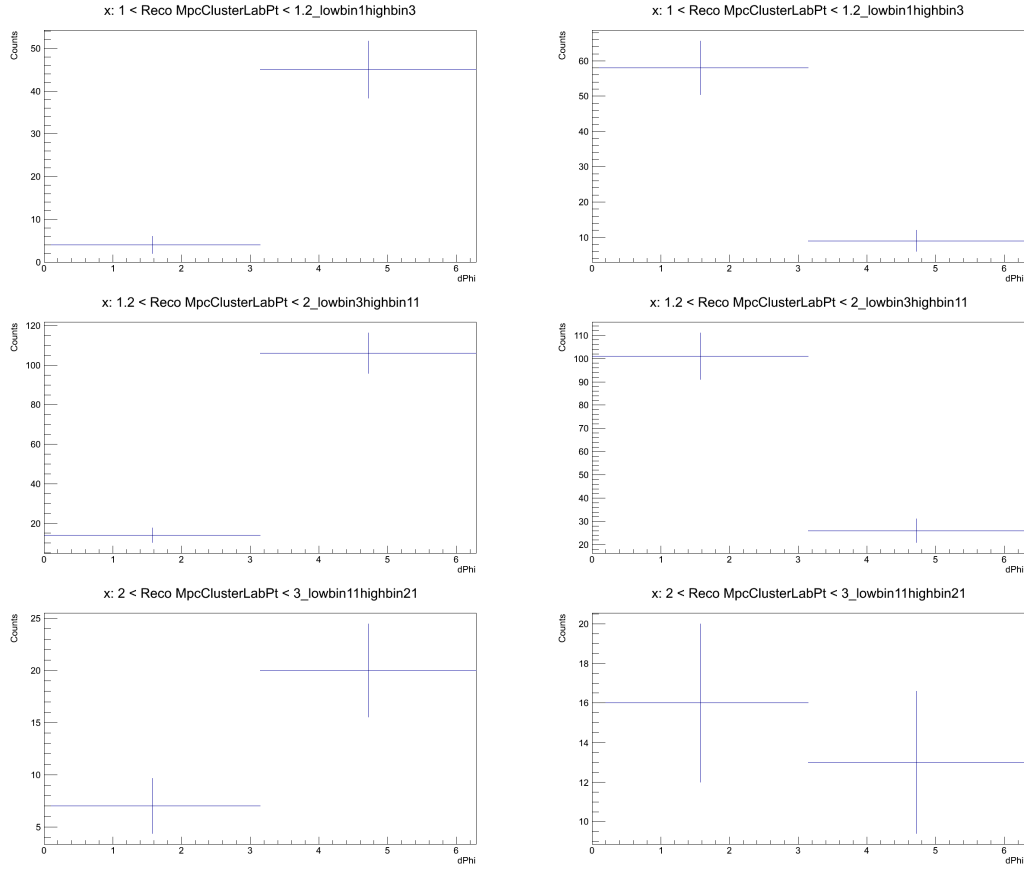 x: 1 < Reco MpcClusterLabPt < 1.2_lowbin1highbin3
Counts
50
40
30
20
10
0
0 1 2 3 4 5 6
dPhi
x: 1 < Reco MpcClusterLabPt < 1.2_lowbin1highbin3
Counts
60
50
40
30
20
10
0 1 2 3 4 5 6
dPhi
x: 1.2 < Reco MpcClusterLabPt < 2_lowbin3highbin11
Counts
120
100
80
60
40
20
0 1 2 3 4 5 6
dPhi
x: 1.2 < Reco MpcClusterLabPt < 2_lowbin3highbin11
Counts
110
100
90
80
70
60
50
40
30
20
0 1 2 3 4 5 6
dPhi
x: 2 < Reco MpcClusterLabPt < 3_lowbin11highbin21
Counts
25
20
15
10
5
0 1 2 3 4 5 6
dPhi
x: 2 < Reco MpcClusterLabPt < 3_lowbin11highbin21
Counts
20
18
16
14
12
10
0 1 2 3 4 5 6
dPhi